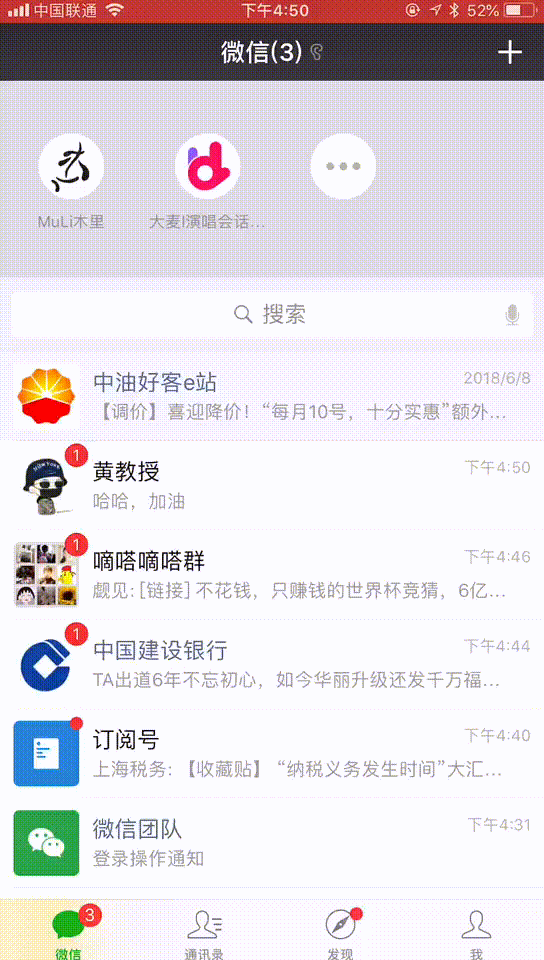 中国联通 下午4:50 52%
微信(3)
MuLi木里 大麦I演唱会话...
搜索
中油好客e站 2018/6/8
【调价】喜迎降价！“每月10号，十分实惠”额外...
1
黄教授 下午4:50
哈哈，加油
1
嘀嗒嘀嗒群 下午4:46
觑见: [链接] 不花钱，只赚钱的世界杯竞猜，6亿...
1
中国建设银行 下午4:44
TA出道6年不忘初心，如今华丽升级还发千万福...
订阅号 下午4:40
上海税务: 【收藏贴】 “纳税义务发生时间”大汇...
微信团队 下午4:31
登录操作通知
3
微信 通讯录 发现 我